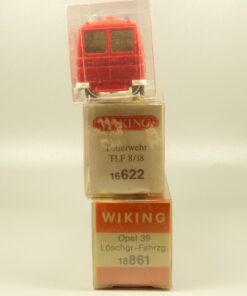 WIKING
Feuerwehr
TLF 8/18
16622
WIKING
Opel 39
Löschgr.-Fahrzg.
18861